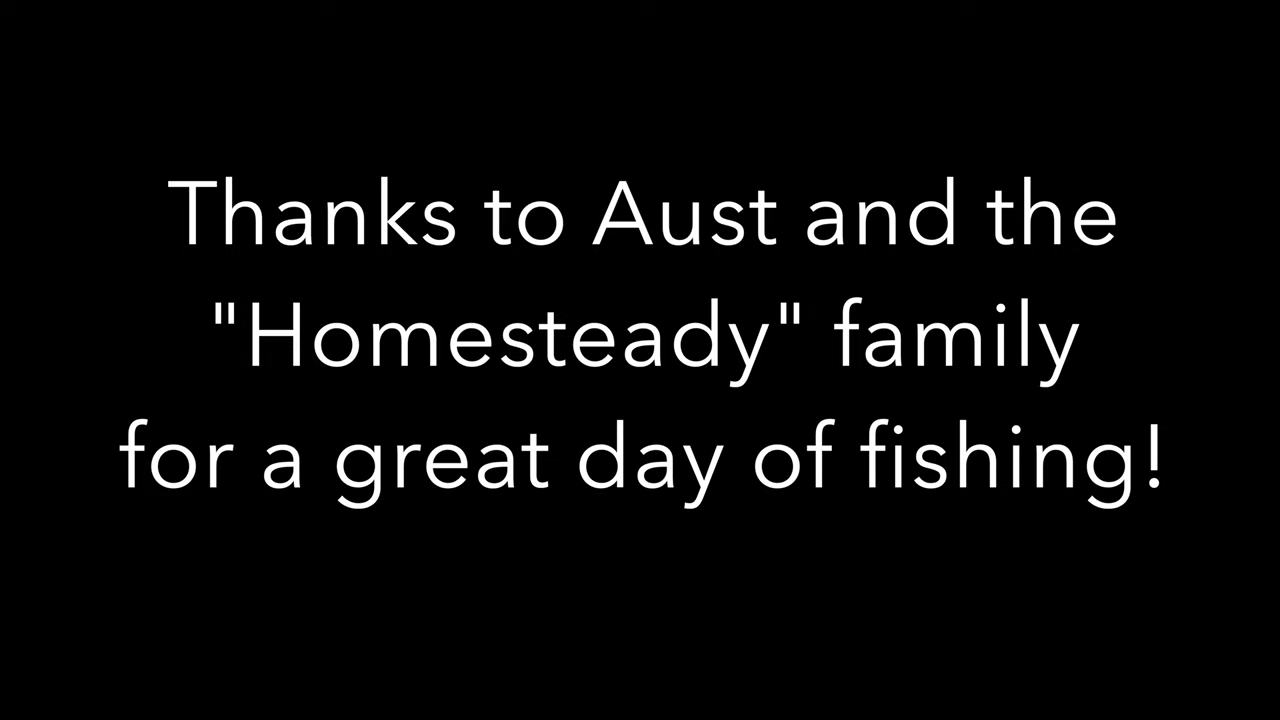 Thanks to Aust and the
"Homesteady" family
for a great day of fishing!